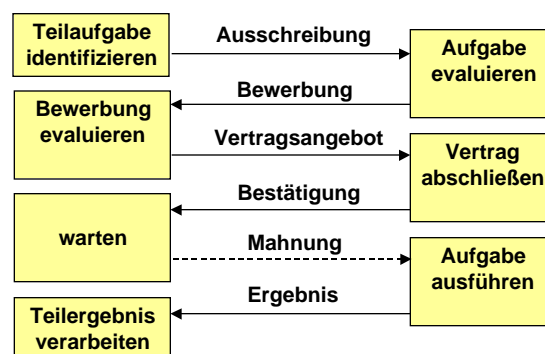 Teilaufgabe
identifizieren
Ausschreibung
Aufgabe
evaluieren
Bewerbung
Bewerbung
evaluieren
Vertragsangebot
Vertrag
abschließen
Bestätigung
warten
Mahnung
Aufgabe
ausführen
Ergebnis
Teilergebnis
verarbeiten